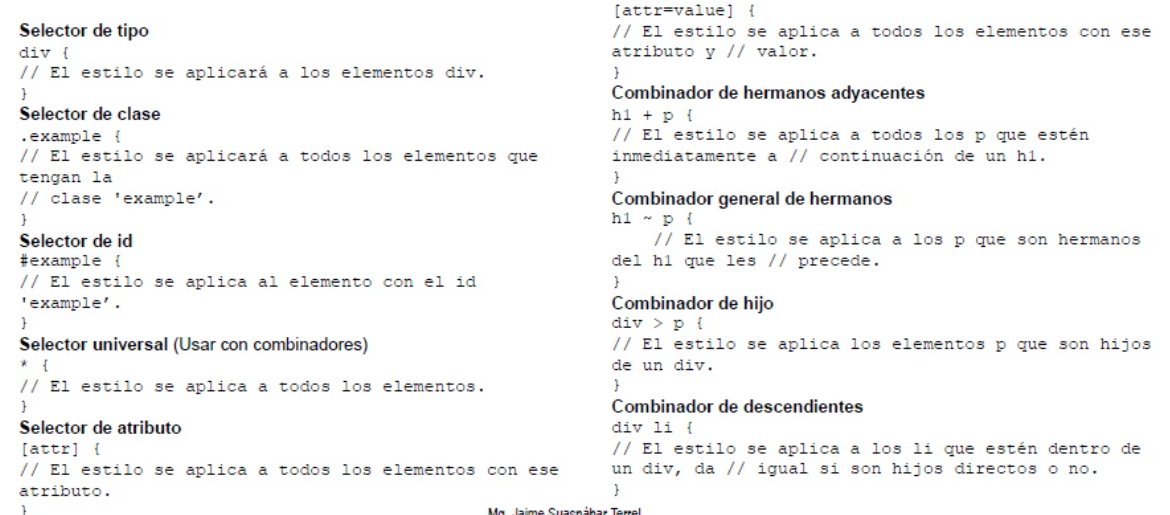 Selector de tipo
div {
// El estilo se aplicará a los elementos div.
}
Selector de clase
.example {
// El estilo se aplicará a todos los elementos que
tengan la
// clase 'example’.
}
Selector de id
#example {
// El estilo se aplica al elemento con el id
'example’.
}
Selector universal (Usar con combinadores)
* {
// El estilo se aplica a todos los elementos.
}
Selector de atributo
[attr] {
// El estilo se aplica a todos los elementos con ese
atributo.
}
[attr=value] {
// El estilo se aplica a todos los elementos con ese
atributo y // valor.
}
Combinador de hermanos adyacentes
h1 + p {
// El estilo se aplica a todos los p que estén
inmediatamente a // continuación de un h1.
}
Combinador general de hermanos
h1 ~ p {
// El estilo se aplica a los p que son hermanos
del h1 que les // precede.
}
Combinador de hijo
div > p {
// El estilo se aplica los elementos p que son hijos
de un div.
}
Combinador de descendientes
div li {
// El estilo se aplica a los li que estén dentro de
un div, da // igual si son hijos directos o no.
}
Mg. Jaime Suasnábar Terrel